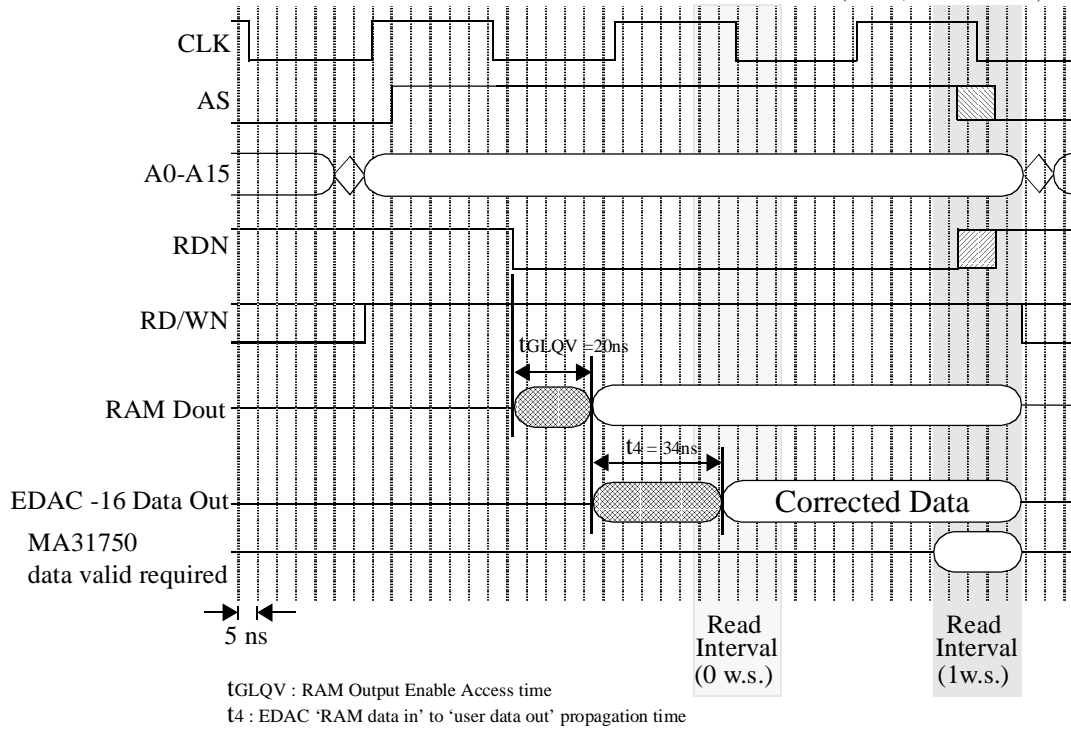 CLK
AS
A0-A15
RDN
RD/WN
tGLQV =20ns
RAM Dout
t4 = 34ns
EDAC -16 Data Out
Corrected Data
MA31750
data valid required
5 ns
Read
Interval
(0 w.s.)
Read
Interval
(1w.s.)
tGLQV : RAM Output Enable Access time
t4 : EDAC ‘RAM data in’ to ‘user data out’ propagation time